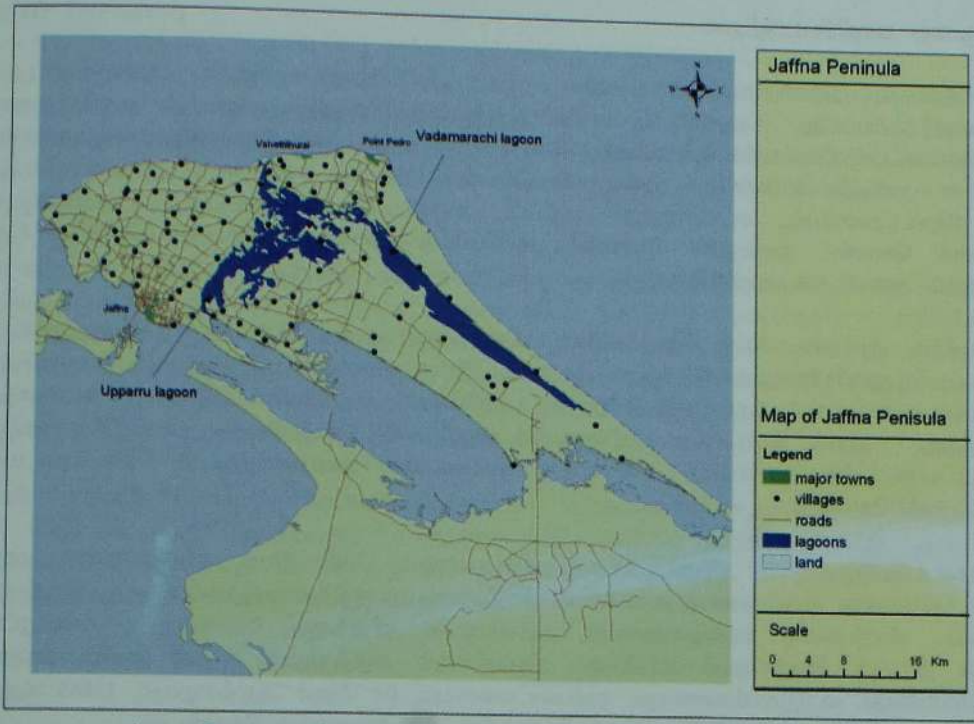 N
W
E
S
Valvettithurai
Point Pedro
Vadamarachi lagoon
Jaffna
Upparru lagoon
Jaffna Peninula
Map of Jaffna Penisula
Legend
major towns
villages
roads
lagoons
land
Scale
0 4 8 16 Km